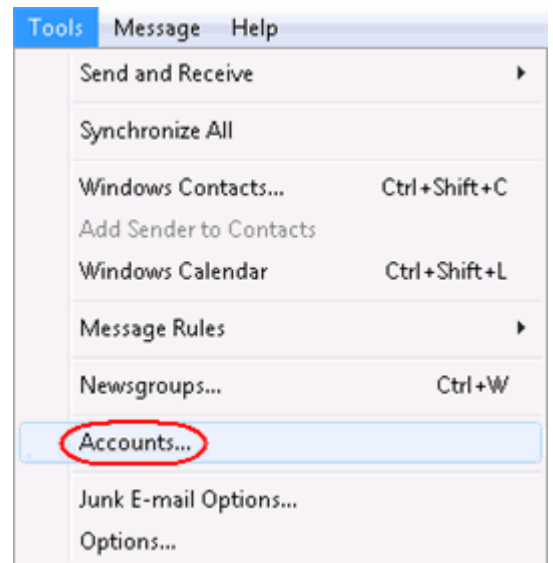 Tools Message Help
Send and Receive
Synchronize All
Windows Contacts... Ctrl+Shift+C
Add Sender to Contacts
Windows Calendar Ctrl+Shift+L
Message Rules
Newsgroups... Ctrl+W
Accounts...
Junk E-mail Options...
Options...